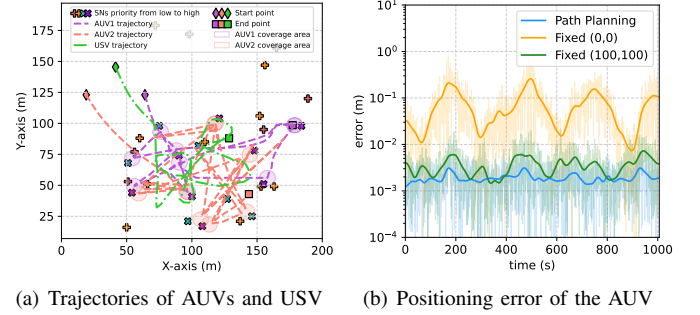 SNs priority from low to high
AUV1 trajectory
AUV2 trajectory
USV trajectory
Start point
End point
AUV1 coverage area
AUV2 coverage area
175
150
125
100
75
50
25
Y-axis (m)
0 50 100 150 200
X-axis (m)
(a) Trajectories of AUVs and USV
Path Planning
Fixed (0,0)
Fixed (100,100)
10^0
10^−1
10^−2
10^−3
10^−4
error (m)
0 200 400 600 800 1000
time (s)
(b) Positioning error of the AUV